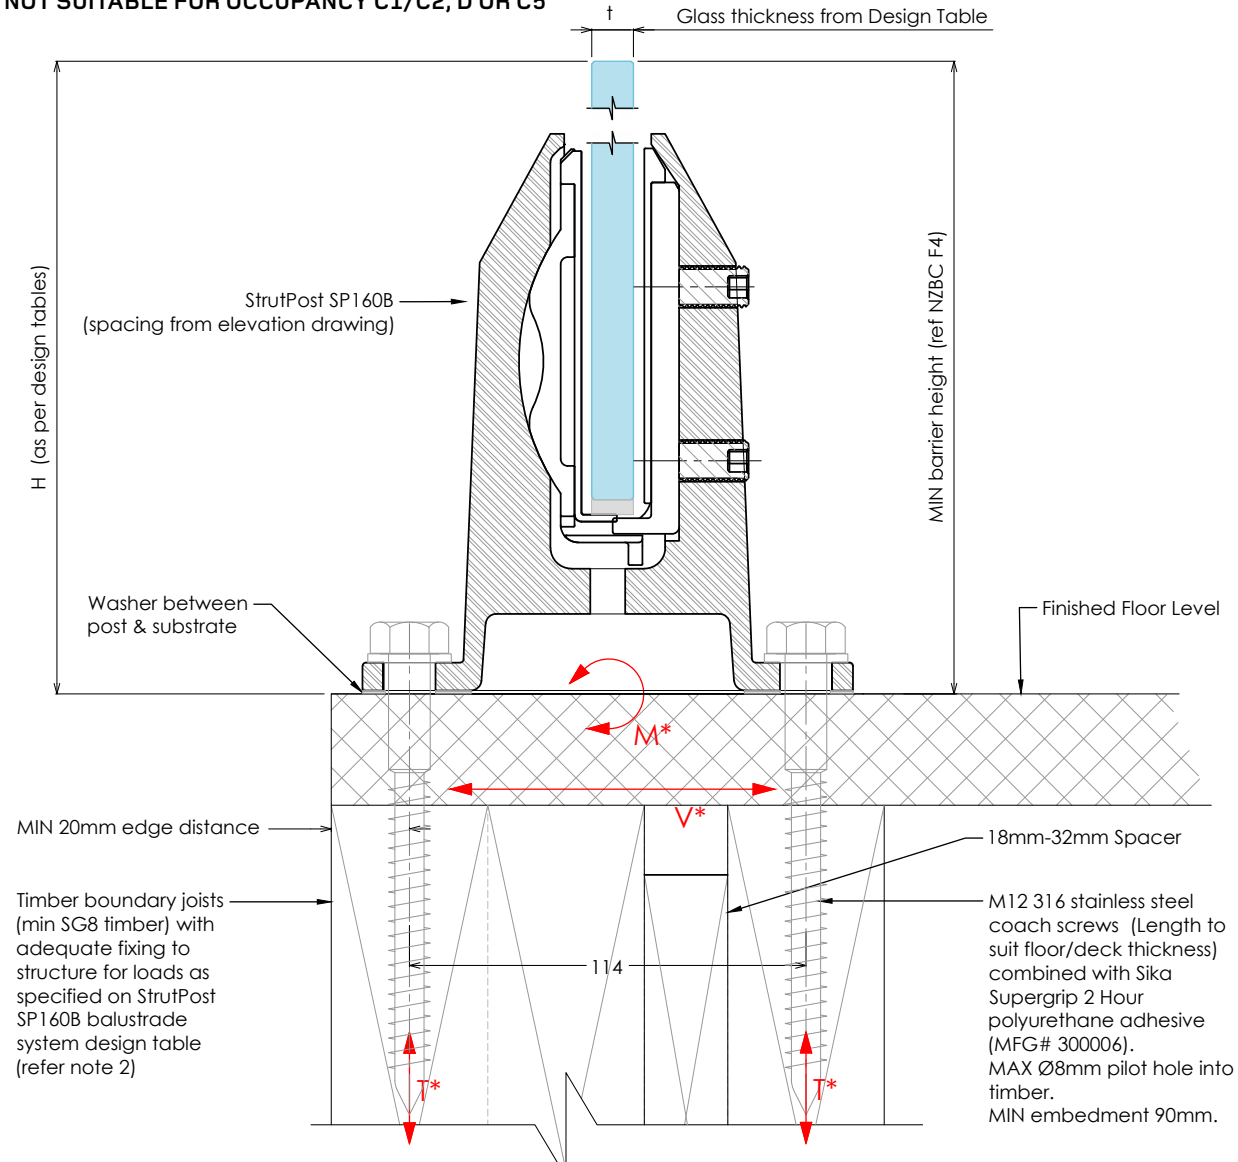 NOT SUITABLE FOR OCCUPANCY C1/C2, D OR C5
t
Glass thickness from Design Table
H (as per design tables)
StrutPost SP160B
(spacing from elevation drawing)
MIN barrier height (ref NZBC F4)
Washer between
post & substrate
Finished Floor Level
M*
V*
MIN 20mm edge distance
18mm-32mm Spacer
Timber boundary joists
(min SG8 timber) with
adequate fixing to
structure for loads as
specified on StrutPost
SP160B balustrade
system design table
(refer note 2)
114
M12 316 stainless steel
coach screws (Length to
suit floor/deck thickness)
combined with Sika
Supergrip 2 Hour
polyurethane adhesive
(MFG# 300006).
MAX Ø8mm pilot hole into
timber.
MIN embedment 90mm.
T*
T*